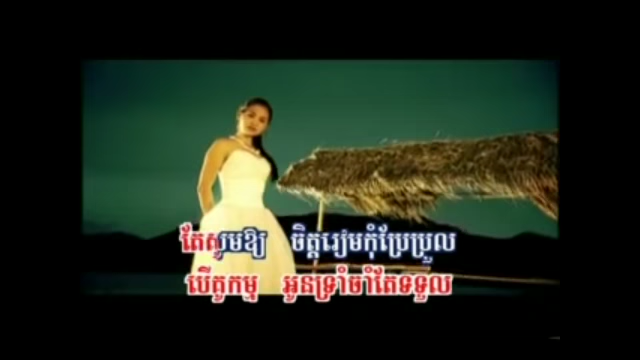 តែសូមឱ្យ ចិត្តរៀមកុំប្រែប្រួល
បើគូកម្ម អូនទ្រាំចាំតែទទួល